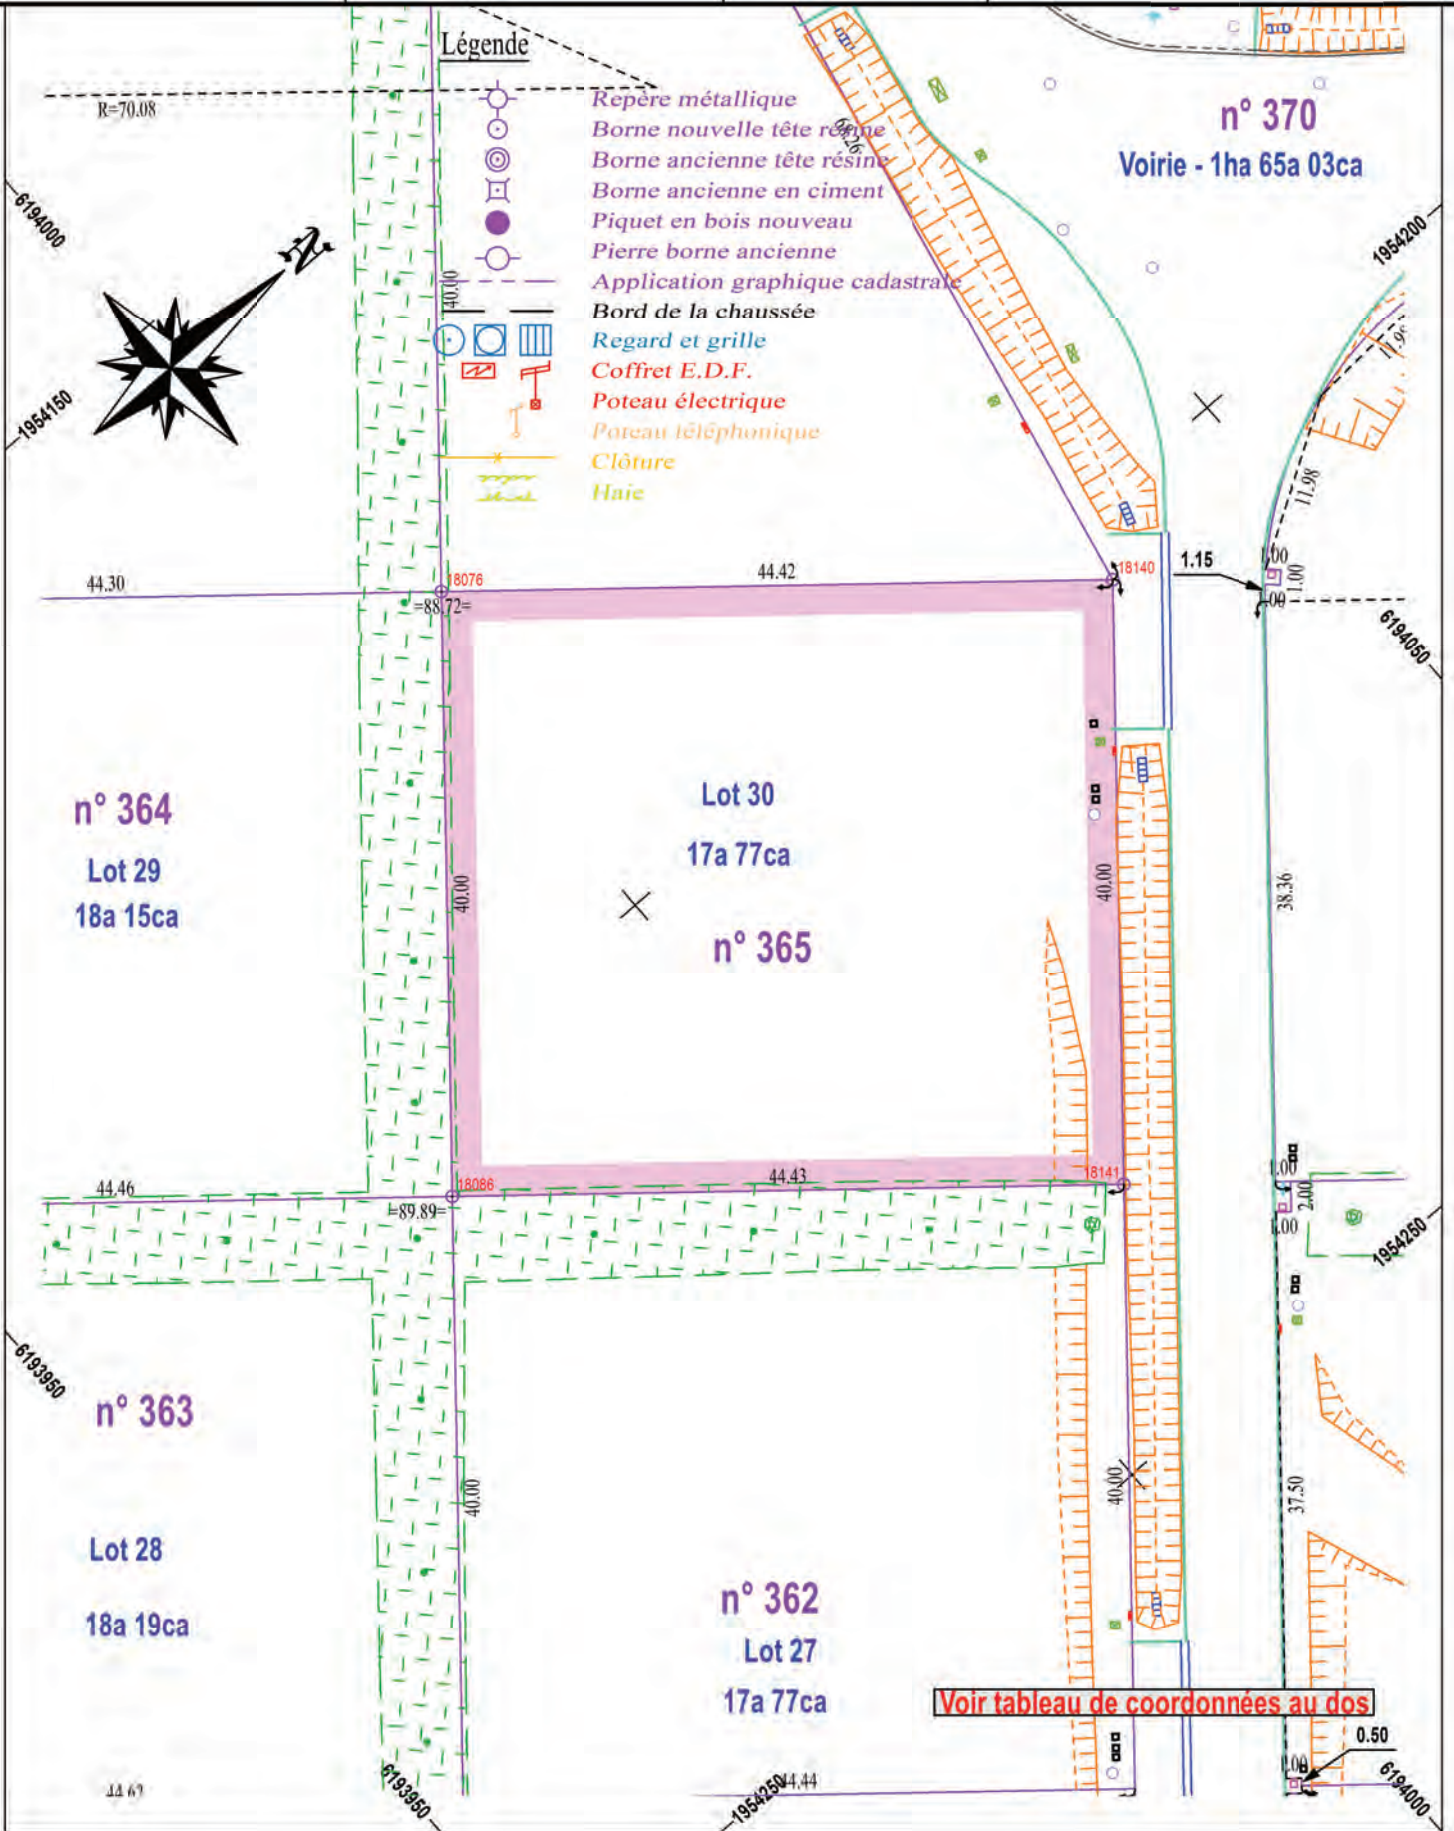 Légende
R=70.08
Repère métallique
Borne nouvelle tête résine
Borne ancienne tête résine
Borne ancienne en ciment
Piquet en bois nouveau
Pierre borne ancienne
Application graphique cadastrale
Bord de la chaussée
Regard et grille
Coffret E.D.F.
Poteau électrique
Poteau téléphonique
Clôture
Haie
68.26
n° 370
Voirie - 1ha 65a 03ca
6194000
N
1954150
1954200
40.00
11.98
1.15
1.00
1.00
6194050
44.30
18076
=88.72=
44.42
18140
n° 364
Lot 29
18a 15ca
40.00
Lot 30
17a 77ca
n° 365
40.00
38.36
44.46
18086
=89.89=
44.43
18141
1.00
2.00
1.00
1954250
6193950
n° 363
Lot 28
18a 19ca
40.00
40.00
37.50
n° 362
Lot 27
17a 77ca
Voir tableau de coordonnées au dos
0.50
6193950
1954250
44.44
6194000